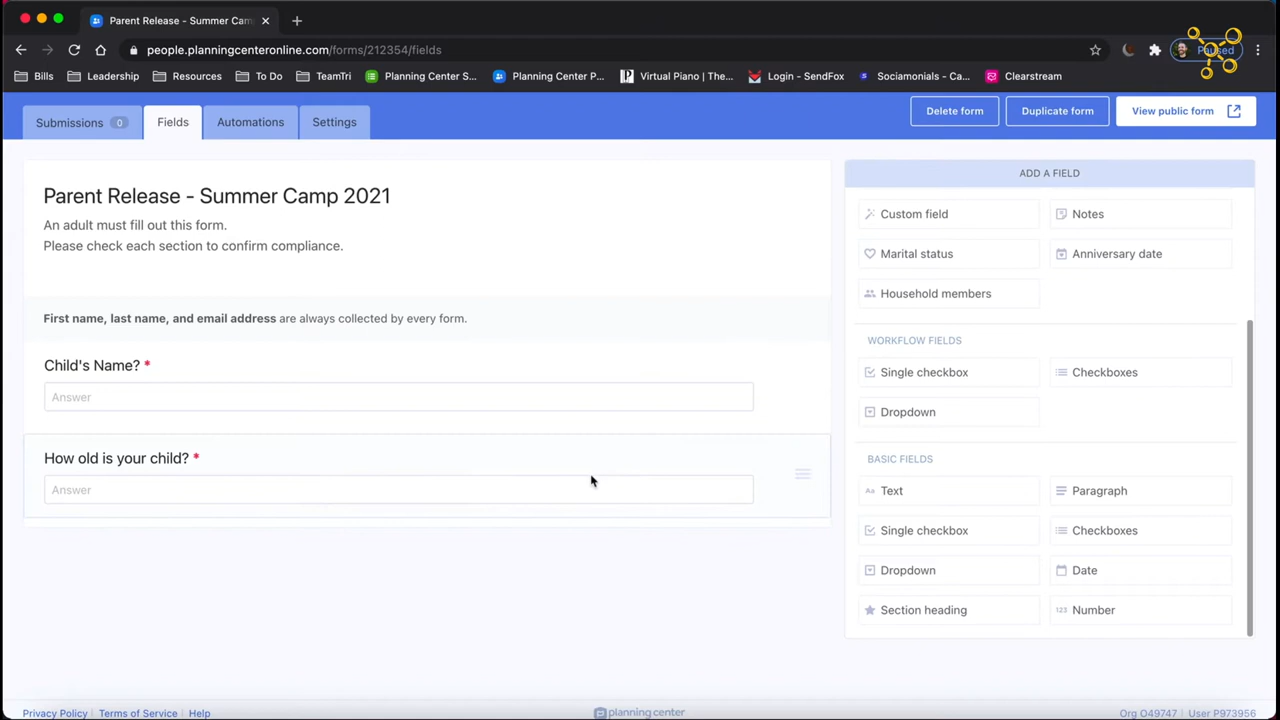 Parent Release - Summer Cam
people.planningcenteronline.com/forms/212354/fields
Paused
Bills
Leadership
Resources
To Do
TeamTri
Planning Center S...
Planning Center P...
Virtual Piano | The...
Login - SendFox
Sociamonials - Ca...
Clearstream
Submissions 0
Fields
Automations
Settings
Delete form
Duplicate form
View public form
Parent Release - Summer Camp 2021
An adult must fill out this form.
Please check each section to confirm compliance.
First name, last name, and email address are always collected by every form.
Child's Name? *
Answer
How old is your child? *
Answer
ADD A FIELD
Custom field
Notes
Marital status
Anniversary date
Household members
WORKFLOW FIELDS
Single checkbox
Checkboxes
Dropdown
BASIC FIELDS
Aa Text
Paragraph
Single checkbox
Checkboxes
Dropdown
Date
Section heading
123 Number
Privacy Policy | Terms of Service | Help
planning center
Org O49747 | User P973956